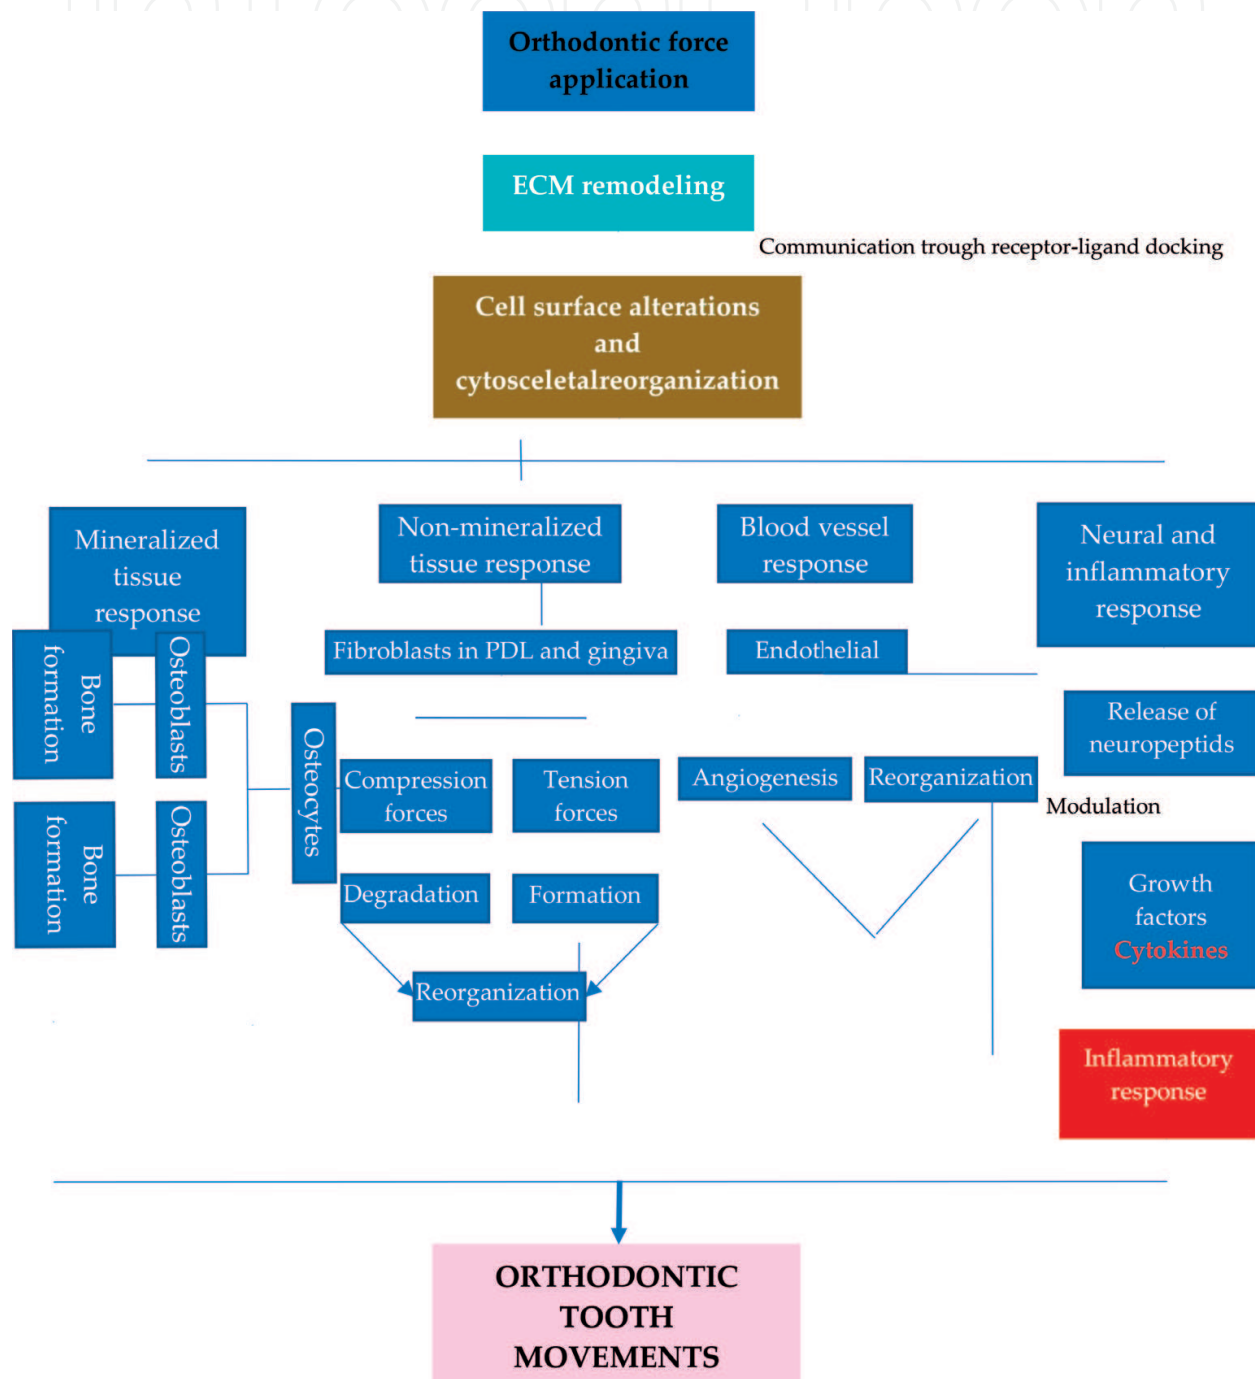 Orthodontic force
application
ECM remodeling
Communication trough receptor-ligand docking
Cell surface alterations
and
cytosceletalreorganization
Mineralized
tissue
response
Non-mineralized
tissue response
Blood vessel
response
Neural and
inflammatory
response
Bone
formation
Osteoblasts
Bone
formation
Osteoblasts
Osteocytes
Fibroblasts in PDL and gingiva
Compression
forces
Tension
forces
Degradation
Formation
Reorganization
Endothelial
Angiogenesis
Reorganization
Release of
neuropeptids
Modulation
Growth
factors
Cytokines
Inflammatory
response
ORTHODONTIC
TOOTH
MOVEMENTS